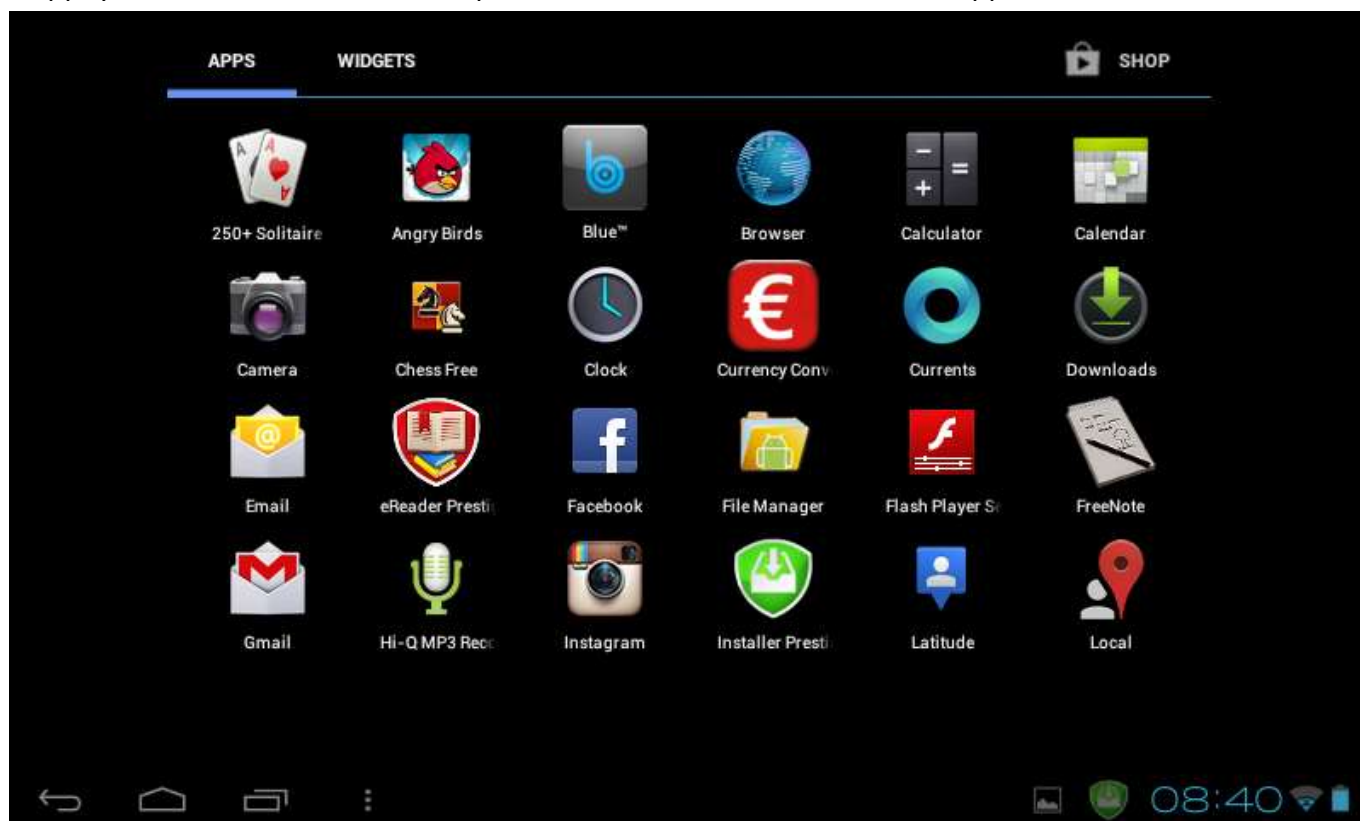 APPS WIDGETS SHOP
250+ Solitaire Angry Birds Blue™ Browser Calculator Calendar
Camera Chess Free Clock Currency Conv Currents Downloads
Email eReader Presti Facebook File Manager Flash Player Se FreeNote
Gmail Hi-Q MP3 Reco Instagram Installer Presti Latitude Local
08:40